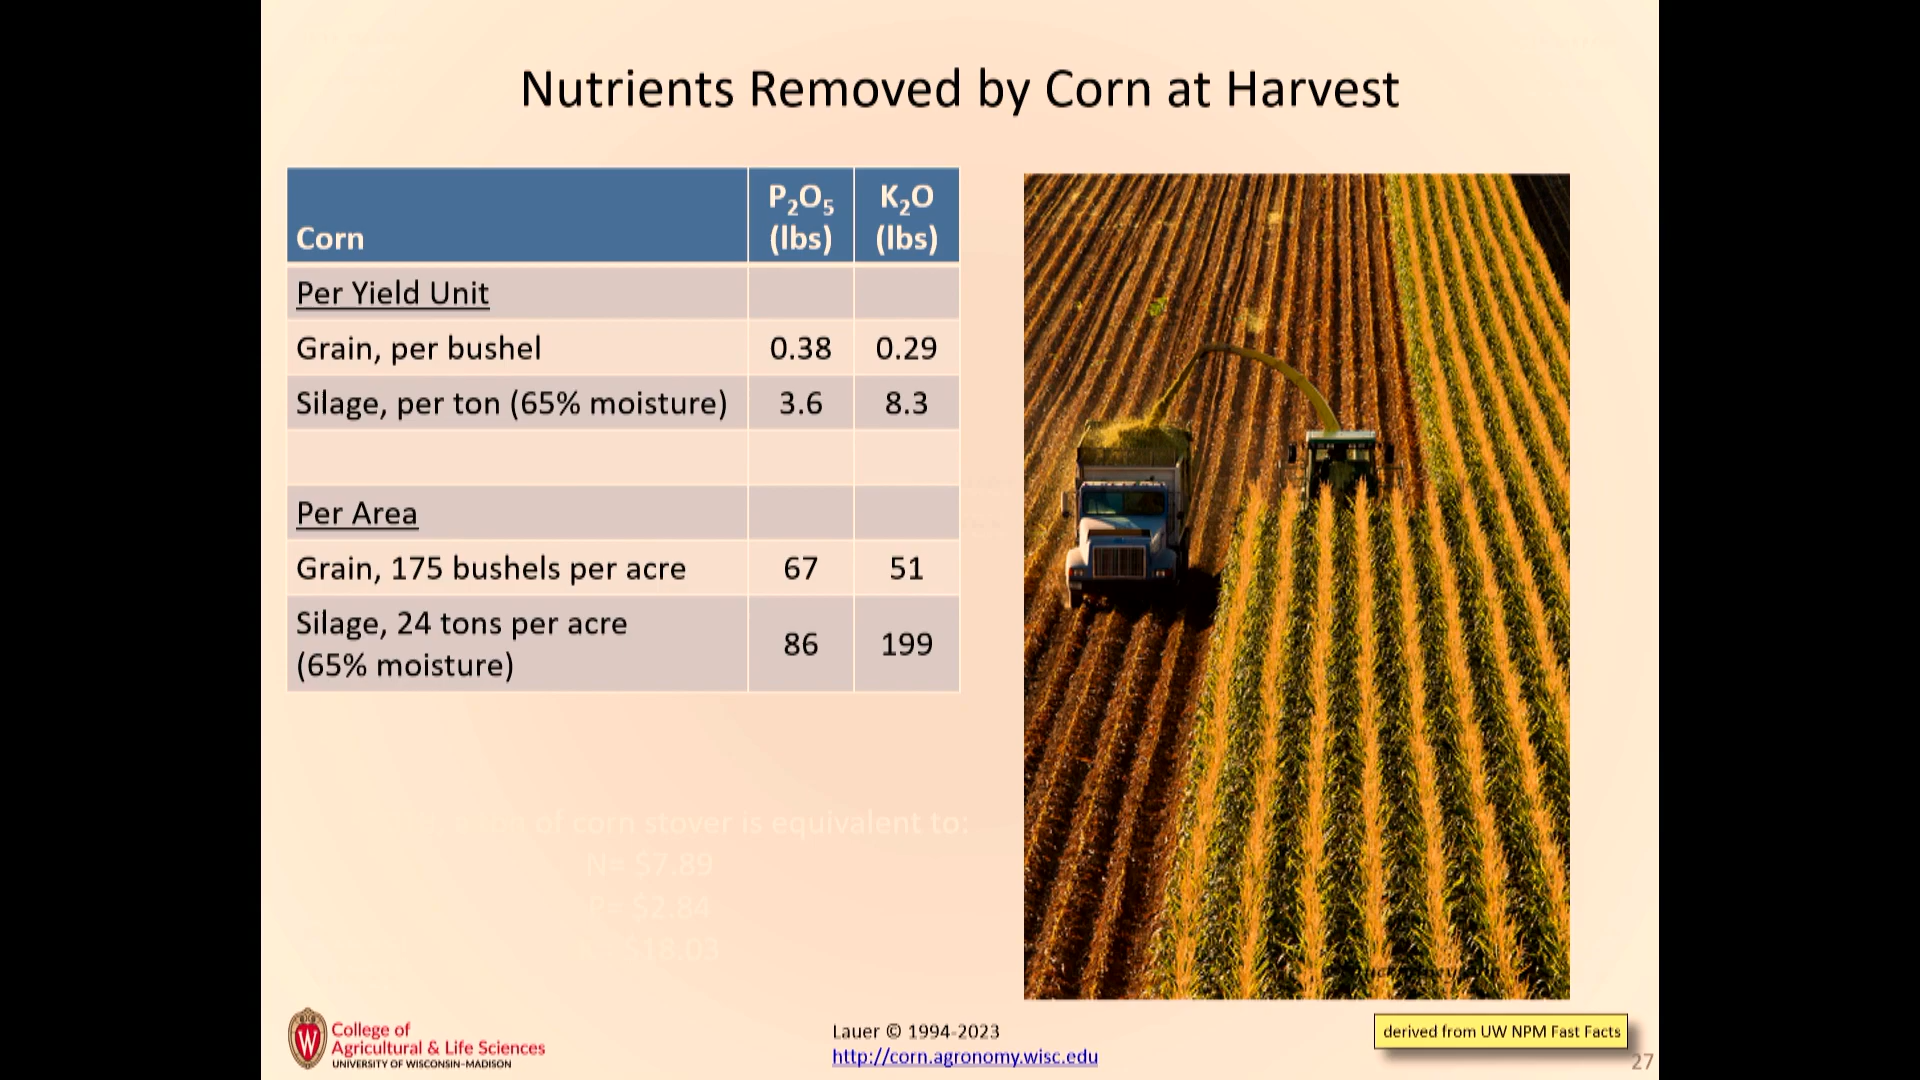 Nutrients Removed by Corn at Harvest
Corn P₂O₅ (lbs) K₂O (lbs)
Per Yield Unit
Grain, per bushel 0.38 0.29
Silage, per ton (65% moisture) 3.6 8.3
Per Area
Grain, 175 bushels per acre 67 51
Silage, 24 tons per acre
(65% moisture) 86 199
of corn stover is equivalent to:
N= $7.89
= $2.84
$18.03
College of
Agricultural & Life Sciences
UNIVERSITY OF WISCONSIN-MADISON
Lauer © 1994-2023
http://corn.agronomy.wisc.edu
derived from UW NPM Fast Facts
27